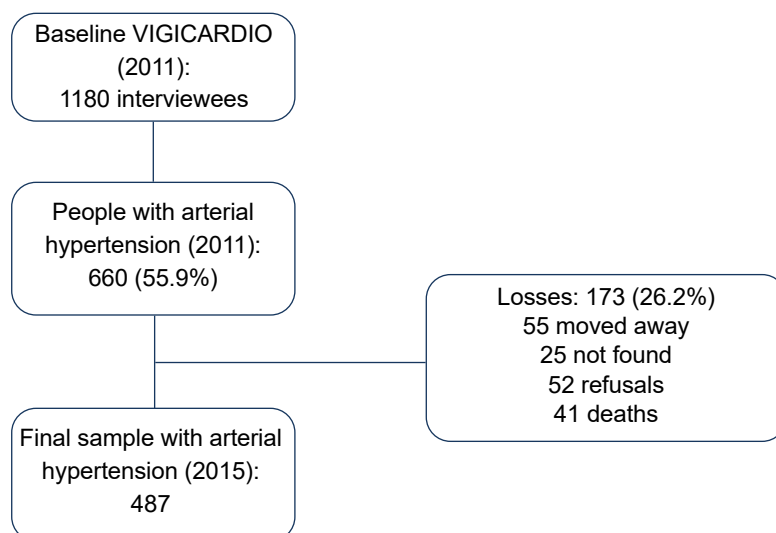 Baseline VIGICARDIO
(2011):
1180 interviewees
People with arterial
hypertension (2011):
660 (55.9%)
Losses: 173 (26.2%)
55 moved away
25 not found
52 refusals
41 deaths
Final sample with arterial
hypertension (2015):
487